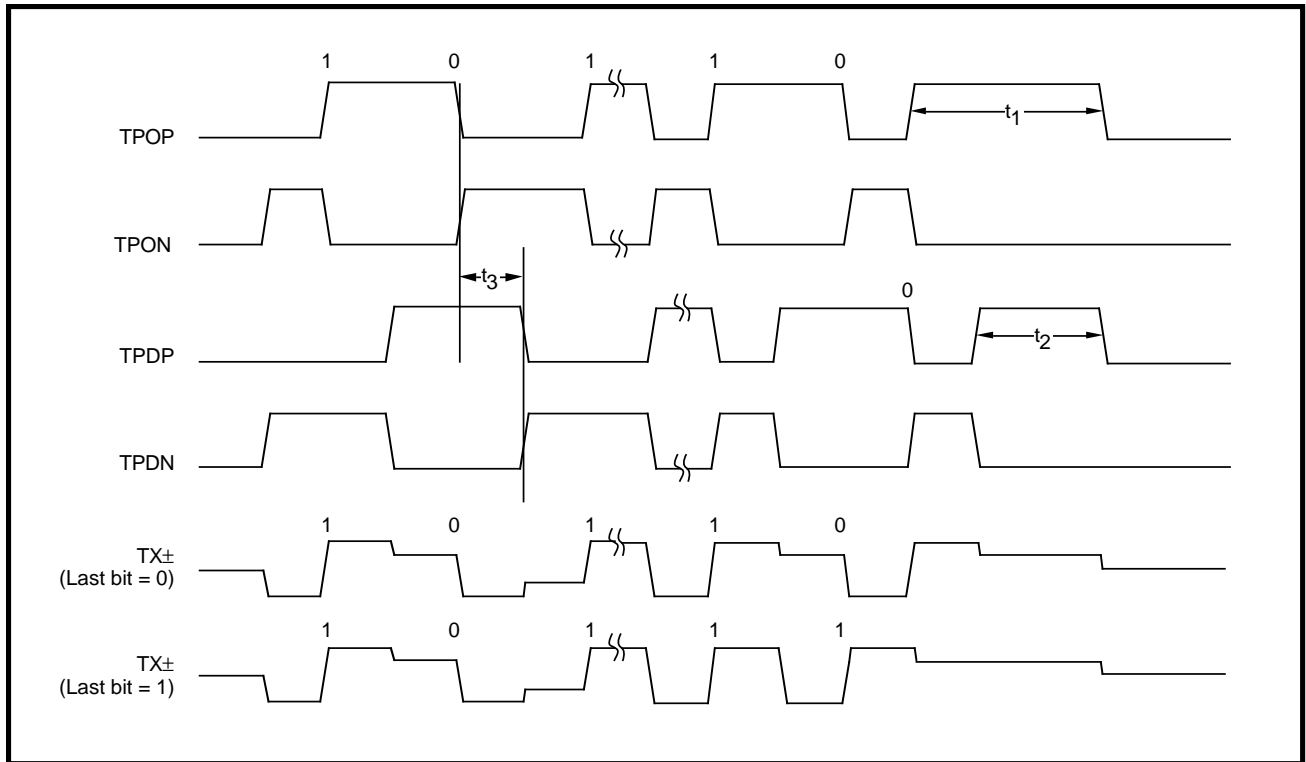 1 0 1 1 0
TPOP
t1
TPON
t3
0
TPDP
t2
TPDN
1 0 1 1 0
TX±
(Last bit = 0)
1 0 1 1 1
TX±
(Last bit = 1)